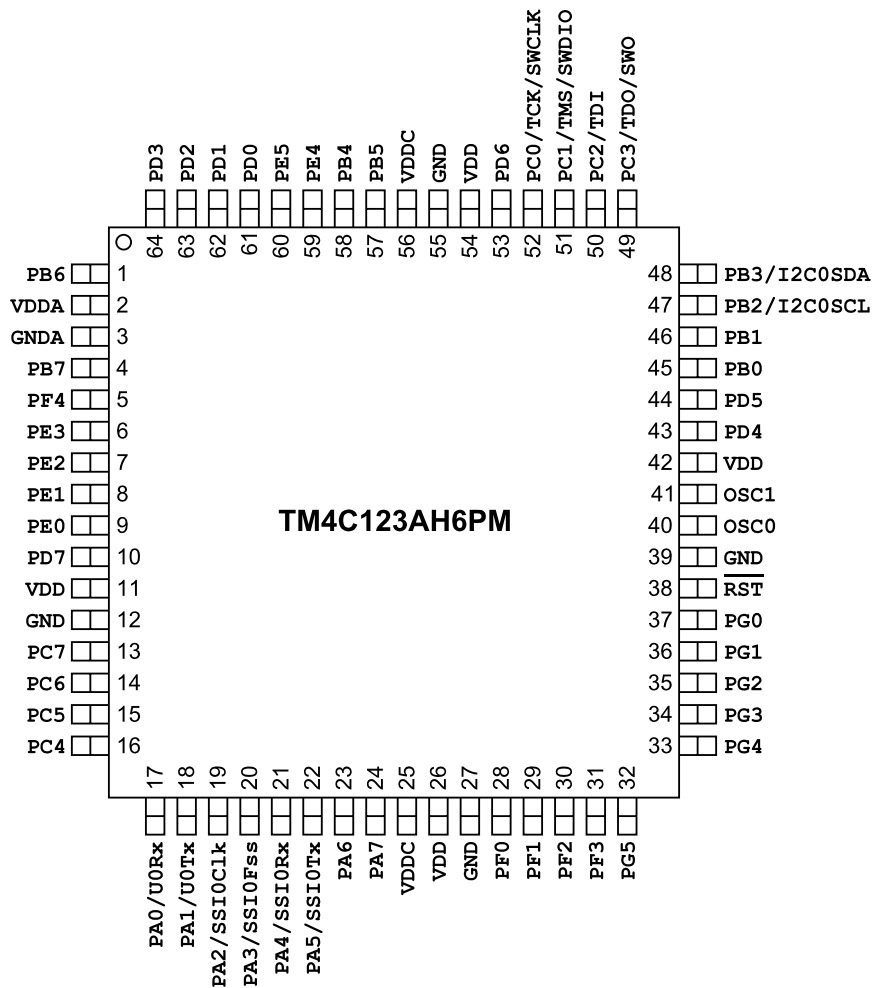 PC0/TCK/SWCLK
PC1/TMS/SWDIO
PC2/TDI
PC3/TDO/SWO
PD3
PD2
PD1
PD0
PE5
PE4
PB4
PB5
VDDC
GND
VDD
PD6
64
63
62
61
60
59
58
57
56
55
54
53
52
51
50
49
PB6 1
VDDA 2
GNDA 3
PB7 4
PF4 5
PE3 6
PE2 7
PE1 8
PE0 9
PD7 10
VDD 11
GND 12
PC7 13
PC6 14
PC5 15
PC4 16
TM4C123AH6PM
48 PB3/I2C0SDA
47 PB2/I2C0SCL
46 PB1
45 PB0
44 PD5
43 PD4
42 VDD
41 OSC1
40 OSC0
39 GND
38 RST
37 PG0
36 PG1
35 PG2
34 PG3
33 PG4
17
18
19
20
21
22
23
24
25
26
27
28
29
30
31
32
PA0/U0Rx
PA1/U0Tx
PA2/SSI0Clk
PA3/SSI0Fss
PA4/SSI0Rx
PA5/SSI0Tx
PA6
PA7
VDDC
VDD
GND
PF0
PF1
PF2
PF3
PG5